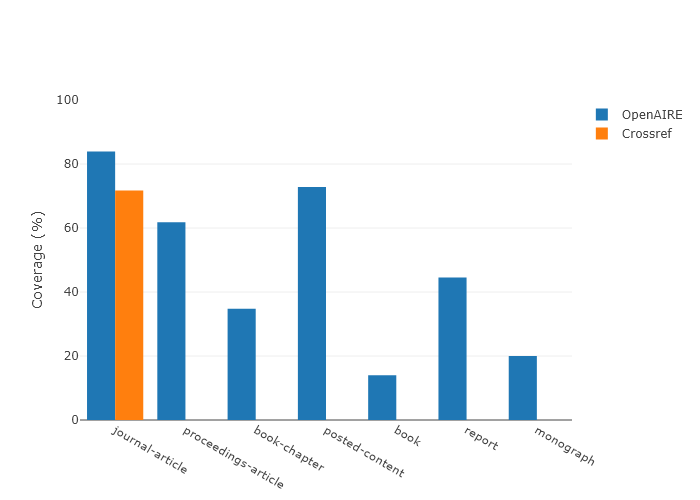 100
80
60
40
20
0
Coverage (%)
journal-article
proceedings-article
book-chapter
posted-content
book
report
monograph
OpenAIRE
Crossref